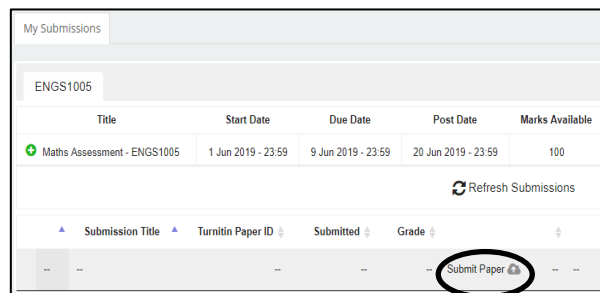 My Submissions
ENGS1005
Title Start Date Due Date Post Date Marks Available
Maths Assessment - ENGS1005 1 Jun 2019 - 23:59 9 Jun 2019 - 23:59 20 Jun 2019 - 23:59 100
Refresh Submissions
Submission Title Turnitin Paper ID Submitted Grade
-- -- -- -- -- Submit Paper -- --